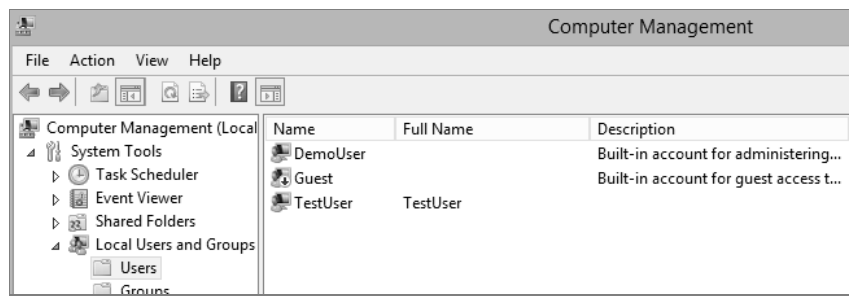 Computer Management
File Action View Help
Computer Management (Local
System Tools
Task Scheduler
Event Viewer
Shared Folders
Local Users and Groups
Users
Groups
Name Full Name Description
DemoUser Built-in account for administering...
Guest Built-in account for guest access t...
TestUser TestUser